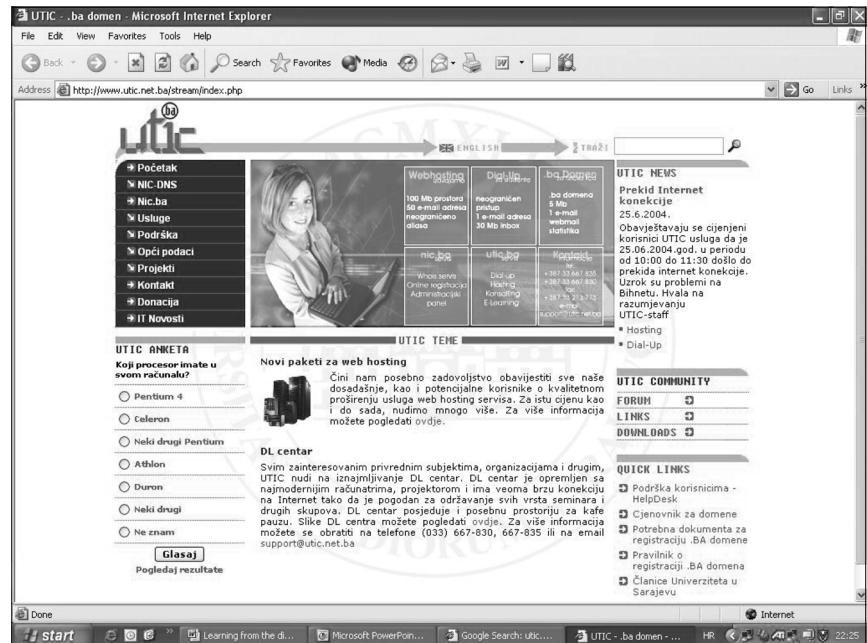 UTIC - .ba domen - Microsoft Internet Explorer
File Edit View Favorites Tools Help
Back Search Favorites Media
Address http://www.utic.net.ba/stream/index.php Go Links »
utic .ba
ENGLISH TRAŽI
Početak
NIC-DNS
Nic.ba
Usluge
Podrška
Opći podaci
Projekti
Kontakt
Donacija
IT Novosti
Webhosting
100 Mb prostora
50 e-mail adresa
neograničeno
aliasa
Dial-Up
neograničen
pristup
1 e-mail adresa
30 Mb inbox
.ba Domen
.ba domena
5 Mb
1 e-mail
webmail
statistika
nic.ba
Whois servis
Online registracija
Administracijski
panel
utic.ba
Dial-up
Hosting
Konsalting
E-Learning
Kontakt
+387 33 667 835
+387 33 667 830
support@utic.net.ba
UTIC NEWS
Prekid Internet
konekcije
25.6.2004.
Obavještavaju se cijenjeni
korisnici UTIC usluga da je
25.06.2004.god. u periodu
od 10:00 do 11:30 došlo do
prekida internet konekcije.
Uzrok su problemi na
Bihnetu. Hvala na
razumjevanju
UTIC-staff
Hosting
Dial-Up
UTIC ANKETA
Koji procesor imate u
svom računalu?
Pentium 4
Celeron
Neki drugi Pentium
Athlon
Duron
Neki drugi
Ne znam
Glasaj
Pogledaj rezultate
UTIC TEME
Novi paketi za web hosting
Čini nam posebno zadovoljstvo obavijestiti sve naše
dosadašnje, kao i potencijalne korisnike o kvalitetnom
proširenju usluga web hosting servisa. Za istu cijenu kao
i do sada, nudimo mnogo više. Za više informacija
možete pogledati ovdje.
DL centar
Svim zainteresovanim privrednim subjektima, organizacijama i drugim,
UTIC nudi na iznajmljivanje DL centar. DL centar je opremljen sa
najmodernijim računatrima, projektorom i ima veoma brzu konekciju
na Internet tako da je pogodan za održavanje svih vrsta seminara i
drugih skupova. DL centar posjeduje i posebnu prostoriju za kafe
pauzu. Slike DL centra možete pogledati ovdje. Za više informacija
možete se obratiti na telefone (033) 667-830, 667-835 ili na email
support@utic.net.ba
UTIC COMMUNITY
FORUM
LINKS
DOWNLOADS
QUICK LINKS
Podrška korisnicima -
HelpDesk
Cjenovnik za domene
Potrebna dokumenta za
registraciju .BA domene
Pravilnik o
registraciji .BA domena
Članice Univerziteta u
Sarajevu
Done Internet
start » Learning from the di... Microsoft PowerPoin... Google Search: utic.... UTIC - .ba domen - ... HR 22:25